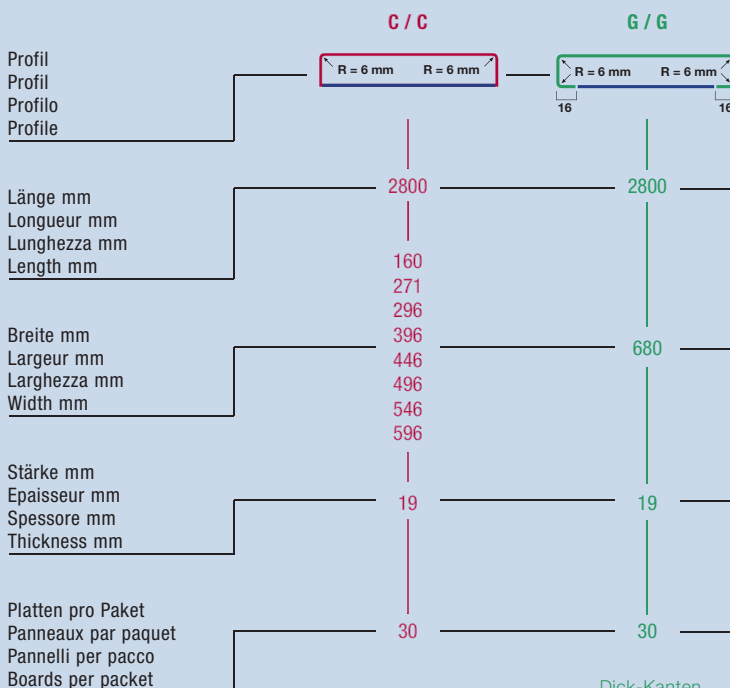 C / C
G / G
Profil
Profil
Profilo
Profile
R = 6 mm R = 6 mm
R = 6 mm R = 6 mm
16
16
Länge mm
Longueur mm
Lunghezza mm
Length mm
2800
2800
Breite mm
Largeur mm
Larghezza mm
Width mm
160
271
296
396
446
496
546
596
680
Stärke mm
Epaisseur mm
Spessore mm
Thickness mm
19
19
Platten pro Paket
Panneaux par paquet
Pannelli per pacco
Boards per packet
30
30
Dick-Kanten